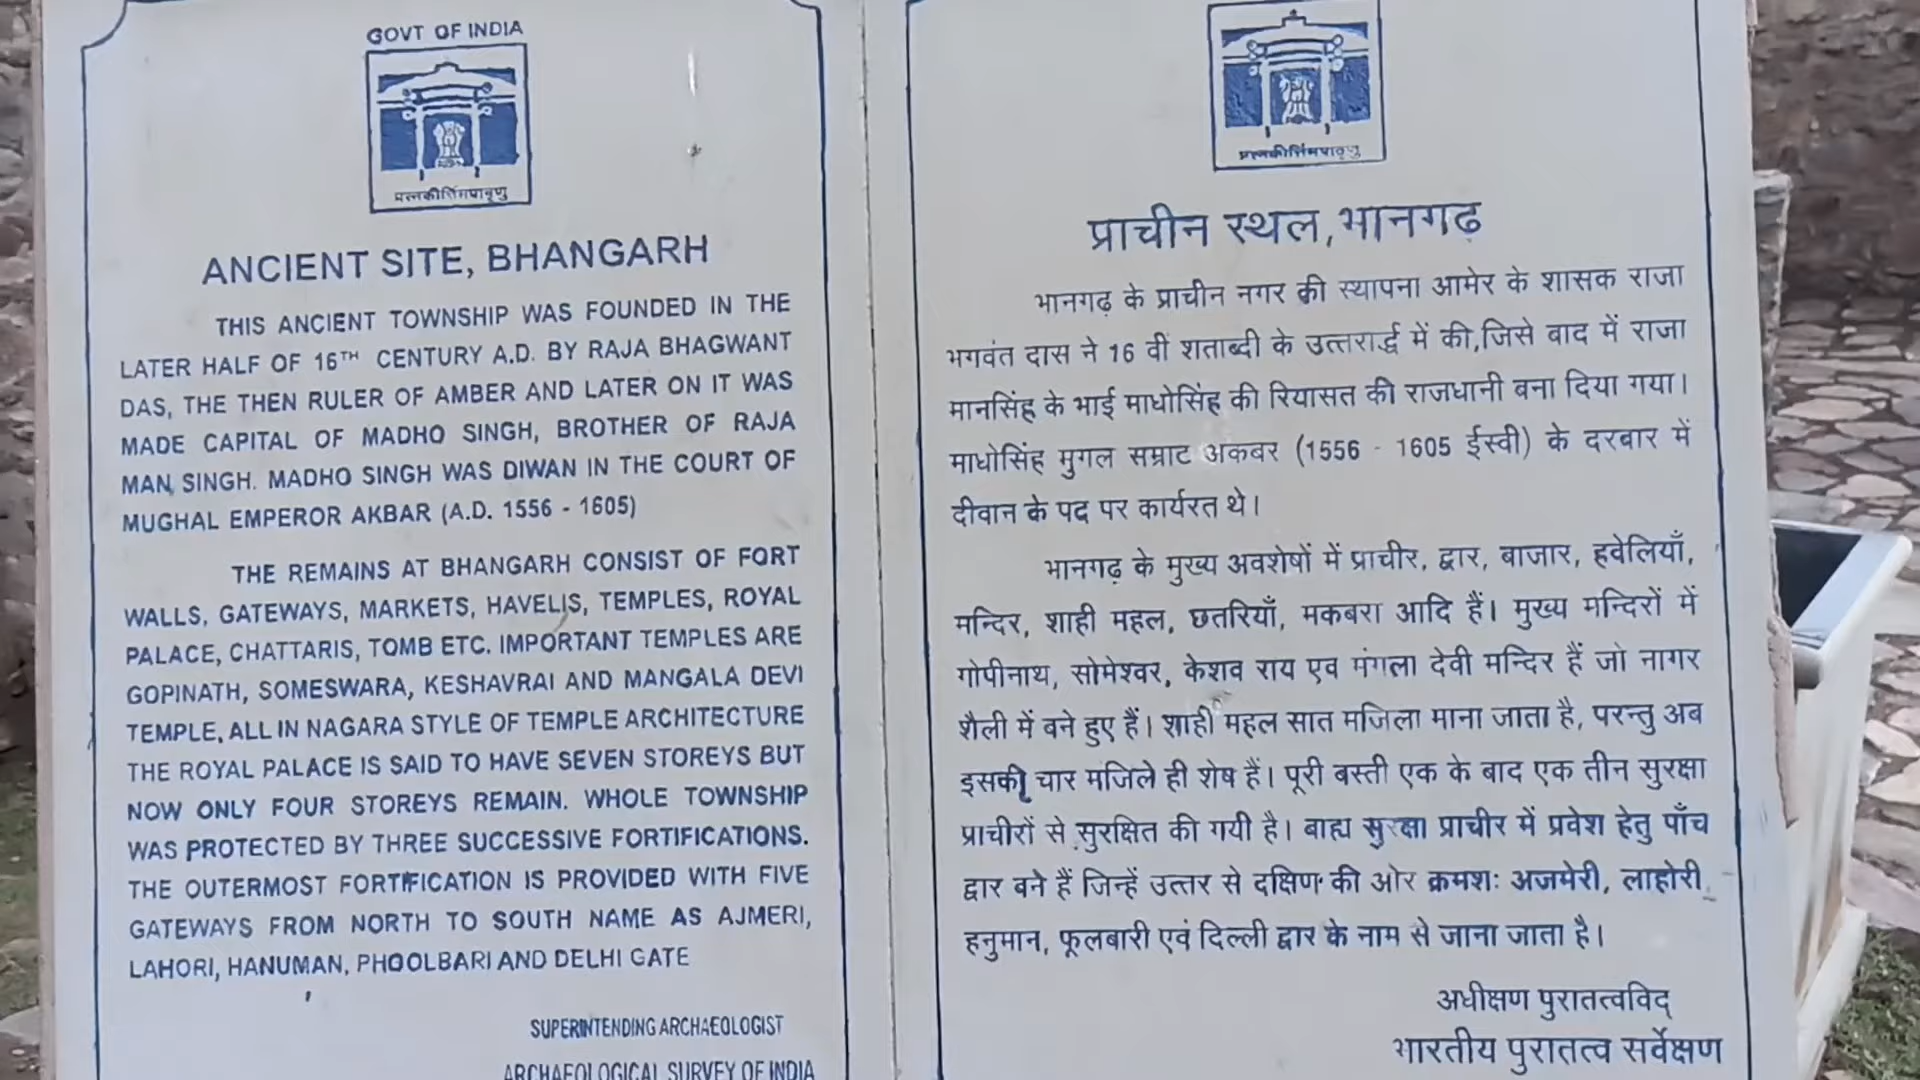 GOVT OF INDIA
प्रत्नकीर्तिमपावृणु
ANCIENT SITE, BHANGARH
THIS ANCIENT TOWNSHIP WAS FOUNDED IN THE
LATER HALF OF 16TH CENTURY A.D. BY RAJA BHAGWANT
DAS, THE THEN RULER OF AMBER AND LATER ON IT WAS
MADE CAPITAL OF MADHO SINGH, BROTHER OF RAJA
MAN SINGH. MADHO SINGH WAS DIWAN IN THE COURT OF
MUGHAL EMPEROR AKBAR (A.D. 1556 - 1605)
THE REMAINS AT BHANGARH CONSIST OF FORT
WALLS, GATEWAYS, MARKETS, HAVELIS, TEMPLES, ROYAL
PALACE, CHATTARIS, TOMB ETC. IMPORTANT TEMPLES ARE
GOPINATH, SOMESWARA, KESHAVRAI AND MANGALA DEVI
TEMPLE, ALL IN NAGARA STYLE OF TEMPLE ARCHITECTURE
THE ROYAL PALACE IS SAID TO HAVE SEVEN STOREYS BUT
NOW ONLY FOUR STOREYS REMAIN. WHOLE TOWNSHIP
WAS PROTECTED BY THREE SUCCESSIVE FORTIFICATIONS.
THE OUTERMOST FORTIFICATION IS PROVIDED WITH FIVE
GATEWAYS FROM NORTH TO SOUTH NAME AS AJMERI,
LAHORI, HANUMAN, PHOOLBARI AND DELHI GATE
SUPERINTENDING ARCHAEOLOGIST
ARCHAEOLOGICAL SURVEY OF INDIA
प्रत्नकीर्तिमपावृणु
प्राचीन स्थल, भानगढ़
भानगढ़ के प्राचीन नगर की स्थापना आमेर के शासक राजा
भगवंत दास ने 16 वीं शताब्दी के उत्तरार्द्ध में की,जिसे बाद में राजा
मानसिंह के भाई माधोसिंह की रियासत की राजधानी बना दिया गया।
माधोसिंह मुगल सम्राट अकबर (1556 - 1605 ईस्वी) के दरबार में
दीवान के पद पर कार्यरत थे।
भानगढ़ के मुख्य अवशेषों में प्राचीर, द्वार, बाजार, हवेलियाँ,
मन्दिर, शाही महल, छतरियाँ, मकबरा आदि हैं। मुख्य मन्दिरों में
गोपीनाथ, सोमेश्वर, केशव राय एव मंगला देवी मन्दिर हैं जो नागर
शैली में बने हुए हैं। शाही महल सात मजिला माना जाता है, परन्तु अब
इसकी चार मजिले ही शेष हैं। पूरी बस्ती एक के बाद एक तीन सुरक्षा
प्राचीरों से सुरक्षित की गयी है। बाह्य सुरक्षा प्राचीर में प्रवेश हेतु पाँच
द्वार बने हैं जिन्हें उत्तर से दक्षिण की ओर क्रमशः अजमेरी, लाहोरी,
हनुमान, फूलबारी एवं दिल्ली द्वार के नाम से जाना जाता है।
अधीक्षण पुरातत्वविद्
भारतीय पुरातत्व सर्वेक्षण